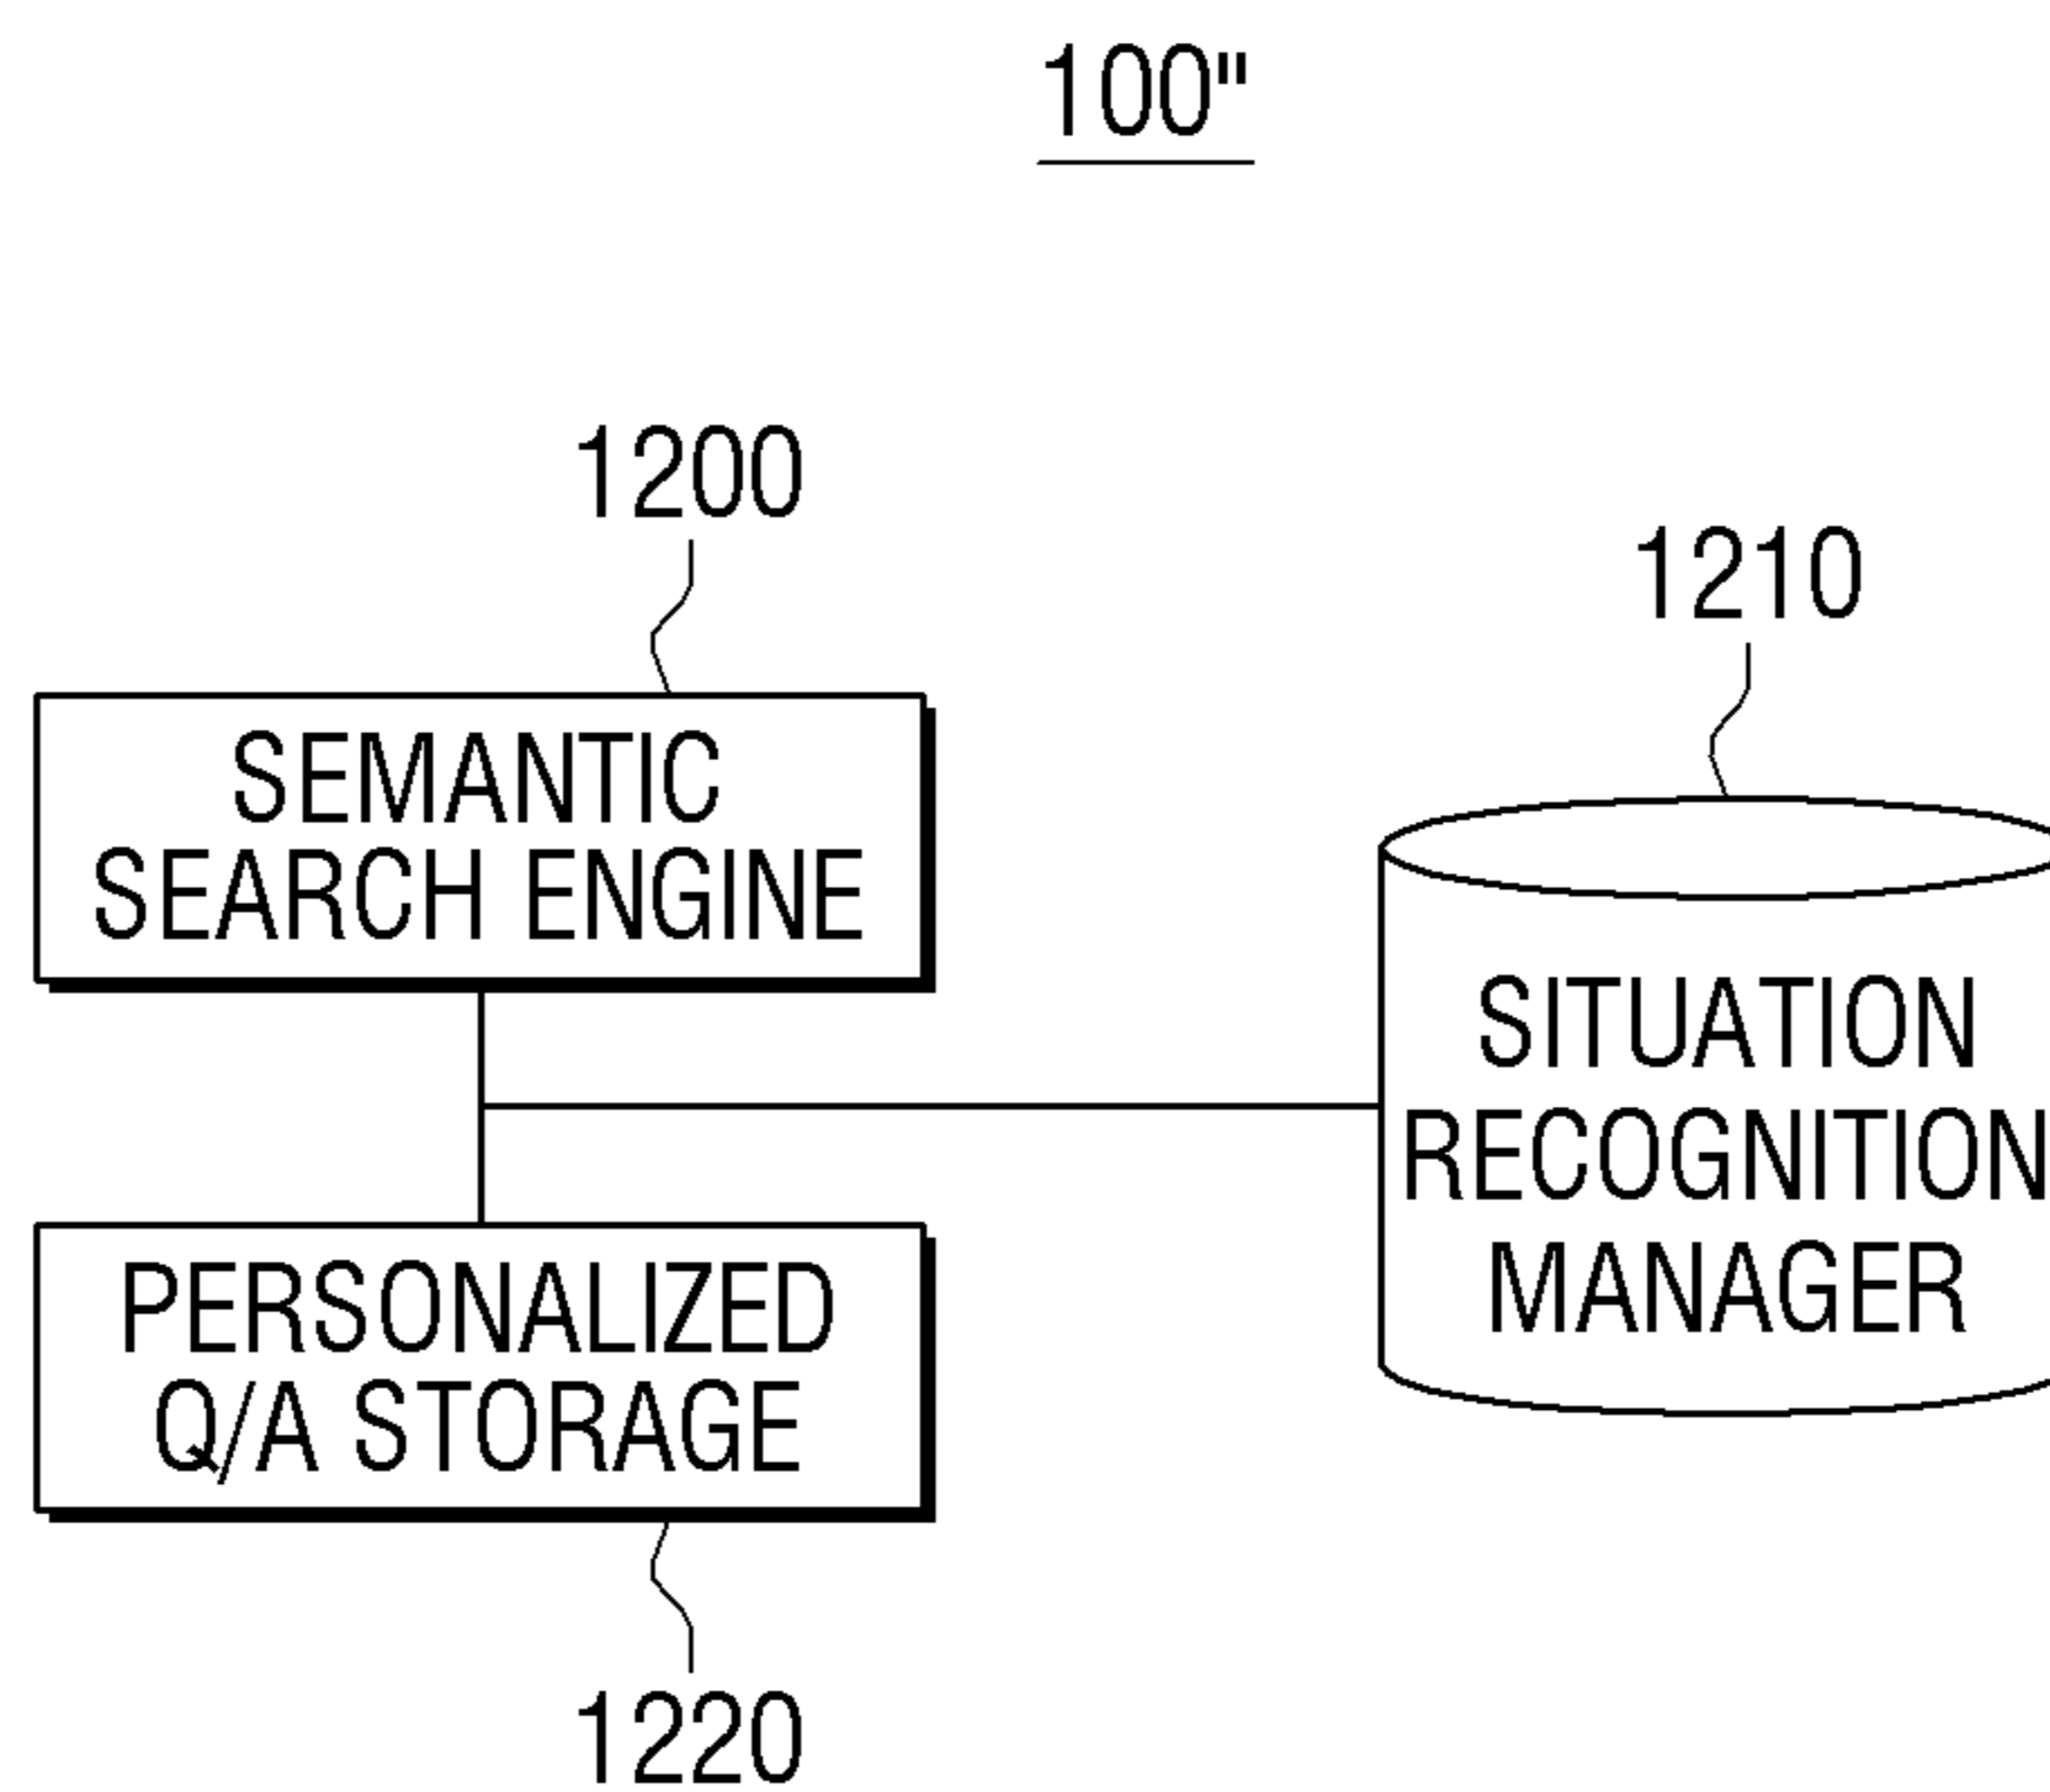 100"
1200
SEMANTIC
SEARCH ENGINE
1210
SITUATION
RECOGNITION
MANAGER
PERSONALIZED
Q/A STORAGE
1220